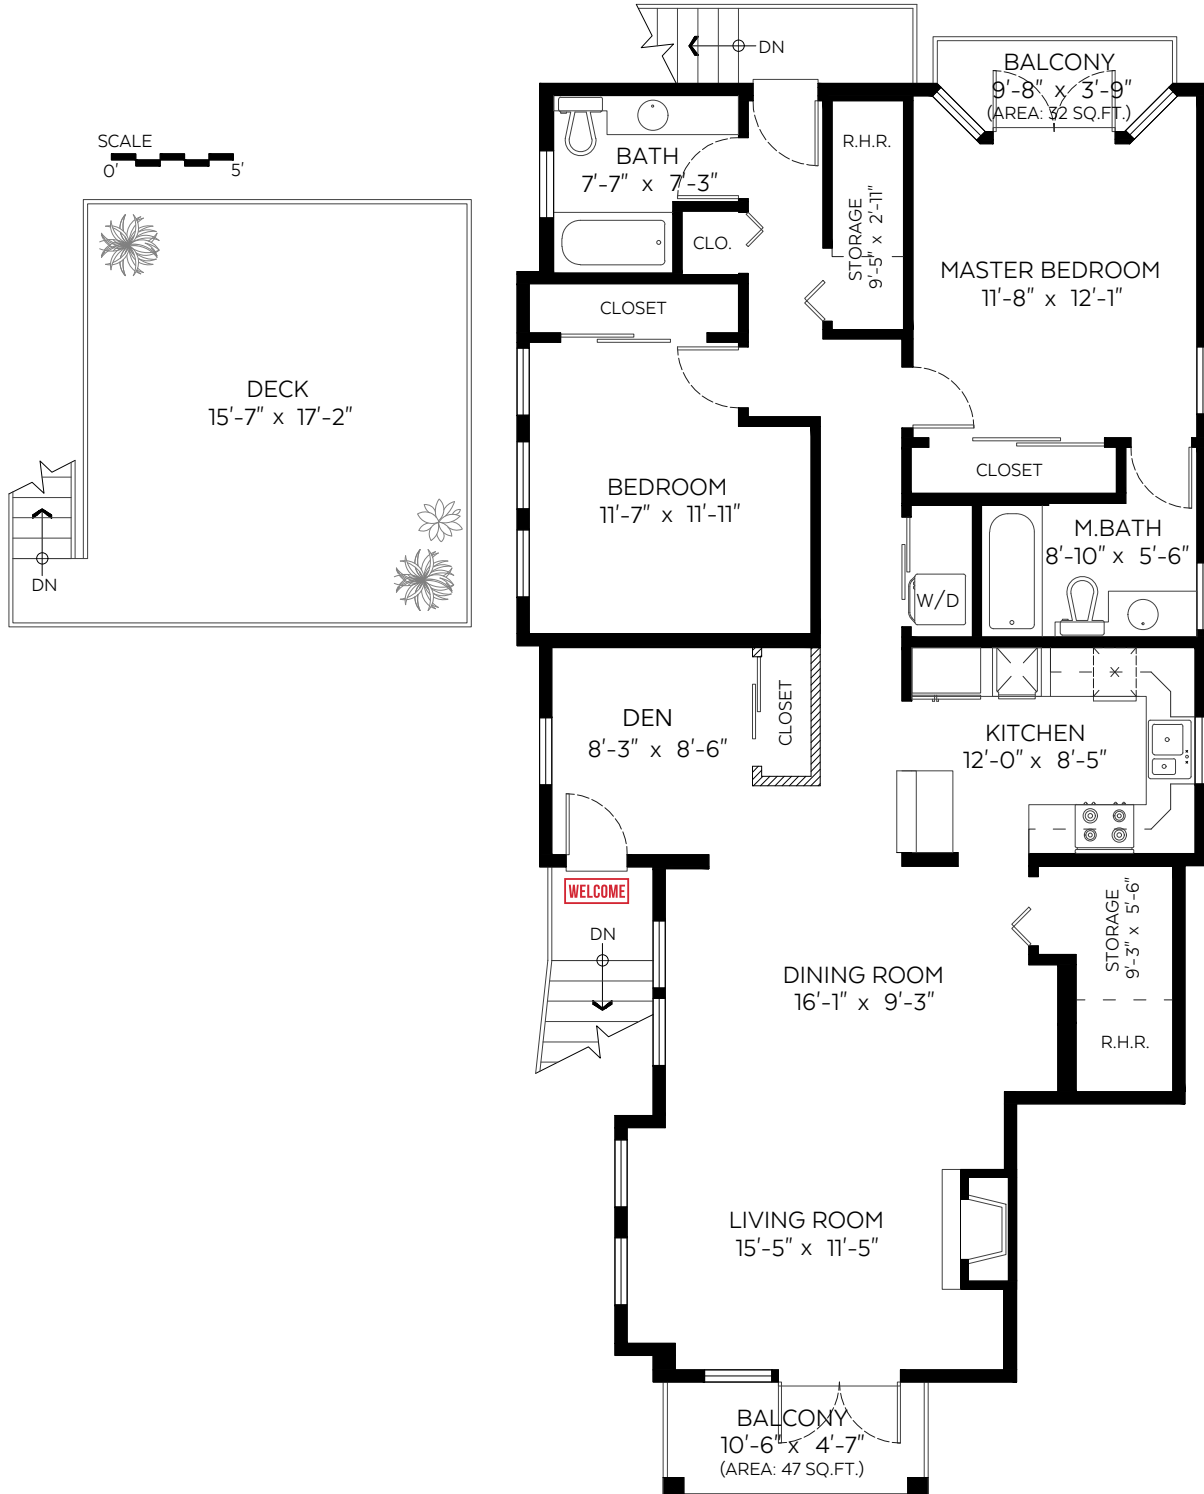 DN
BALCONY
9'-8" x 3'-9"
(AREA: 32 SQ.FT.)
SCALE
0' 5'
BATH
7'-7" x 7'-3"
R.H.R.
STORAGE
9'-5" x 2'-11"
CLO.
MASTER BEDROOM
11'-8" x 12'-1"
CLOSET
DECK
15'-7" x 17'-2"
CLOSET
BEDROOM
11'-7" x 11'-11"
M.BATH
8'-10" x 5'-6"
DN
W/D
CLOSET
DEN
8'-3" x 8'-6"
KITCHEN
12'-0" x 8'-5"
WELCOME
DN
STORAGE
9'-3" x 5'-6"
DINING ROOM
16'-1" x 9'-3"
R.H.R.
LIVING ROOM
15'-5" x 11'-5"
BALCONY
10'-6" x 4'-7"
(AREA: 47 SQ.FT.)